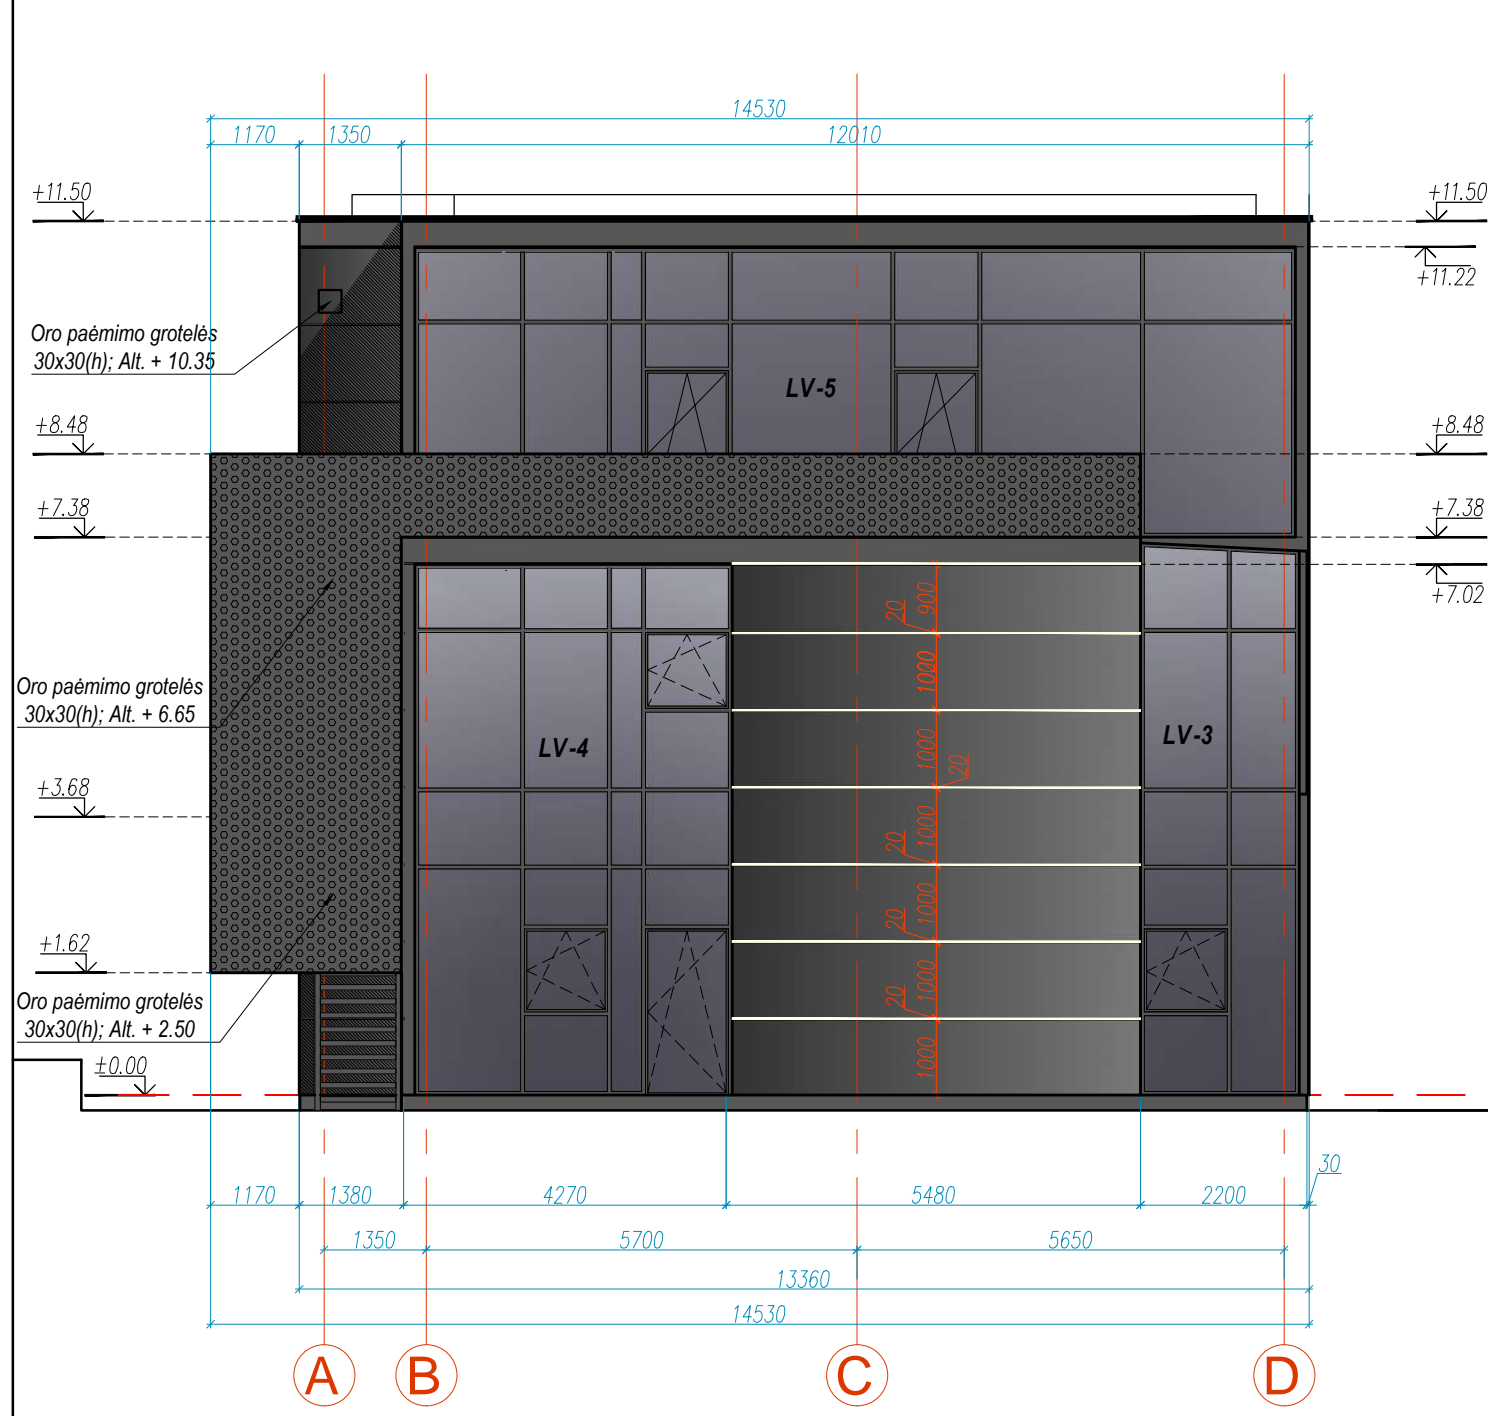 14530
1170 1350 12010
+11.50 +11.50
+11.22
Oro paėmimo grotelės
30x30(h); Alt. + 10.35
LV-5
+8.48 +8.48
+7.38 +7.38
+7.02
20 900
1020
Oro paėmimo grotelės
30x30(h); Alt. + 6.65
LV-4 LV-3
1000 20
+3.68
20 1000
20 1000
+1.62
20 1000
Oro paėmimo grotelės
30x30(h); Alt. + 2.50
1000
±0.00
30
1170 1380 4270 5480 2200
1350 5700 5650
13360
14530
A B C D